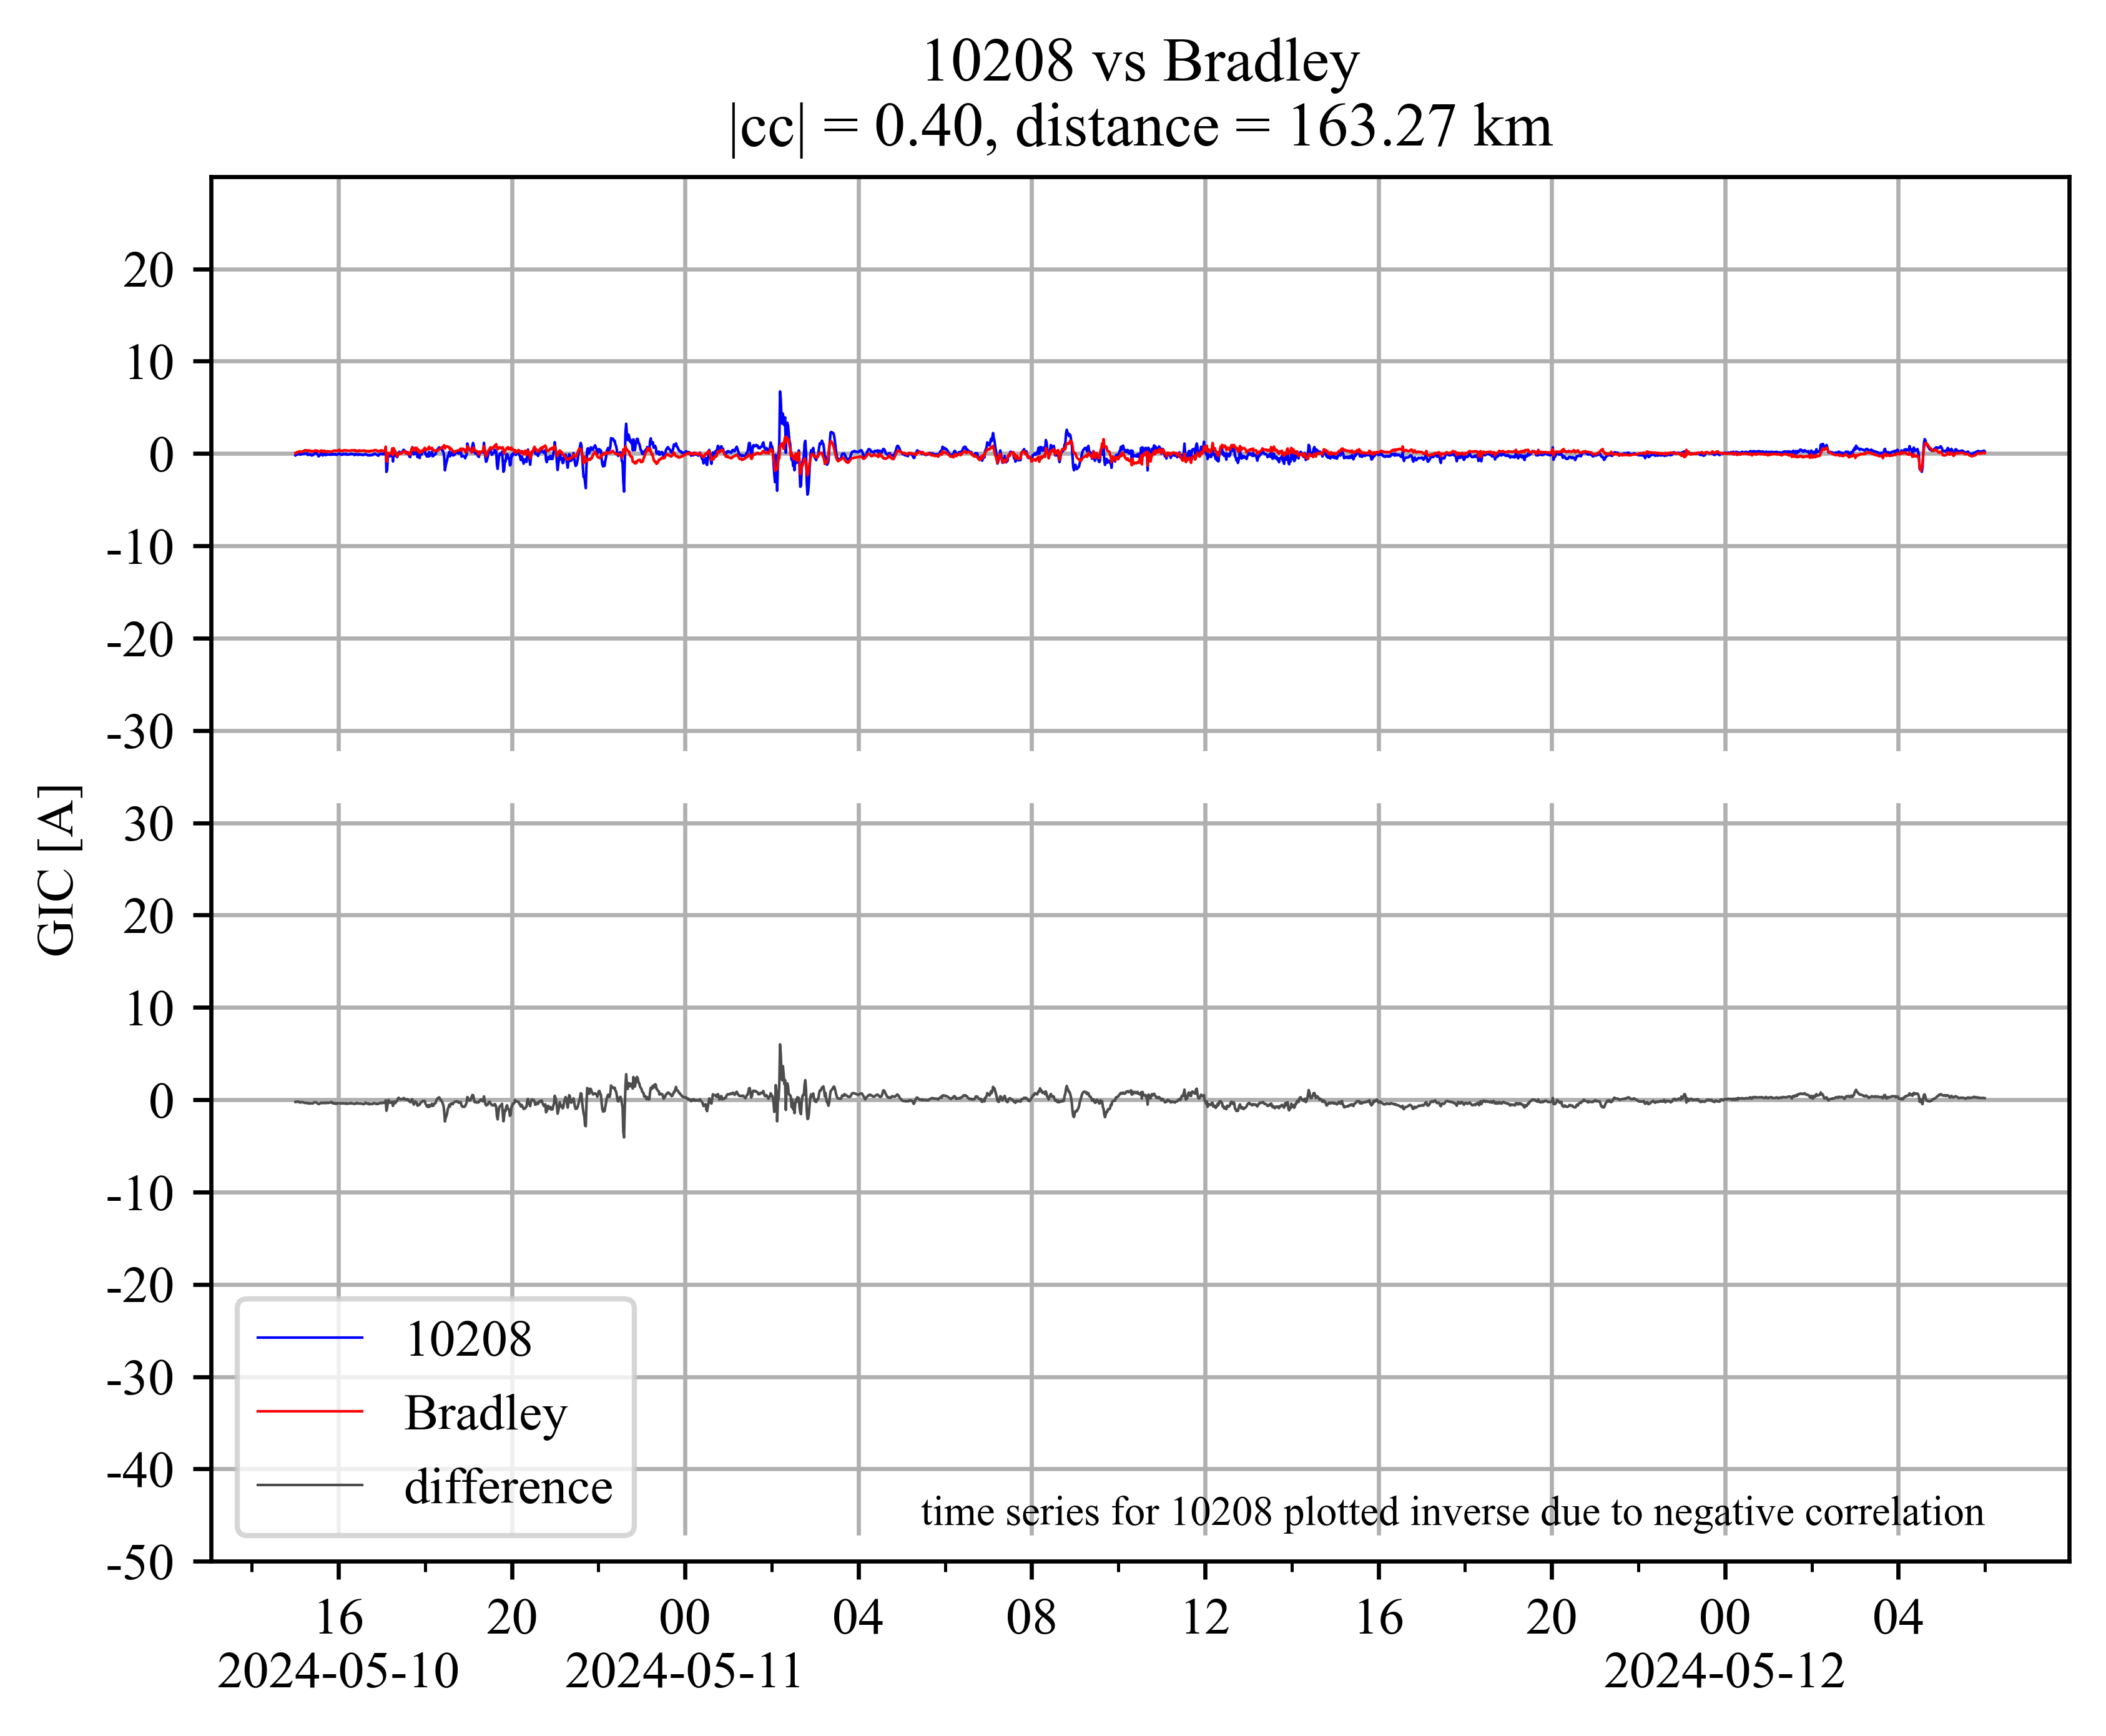 10208 vs Bradley
|cc| = 0.40, distance = 163.27 km
20
10
0
-10
-20
-30
30
20
10
0
-10
-20
-30
-40
-50
GIC [A]
10208
Bradley
difference
time series for 10208 plotted inverse due to negative correlation
16 20 00 04 08 12 16 20 00 04
2024-05-10 2024-05-11 2024-05-12